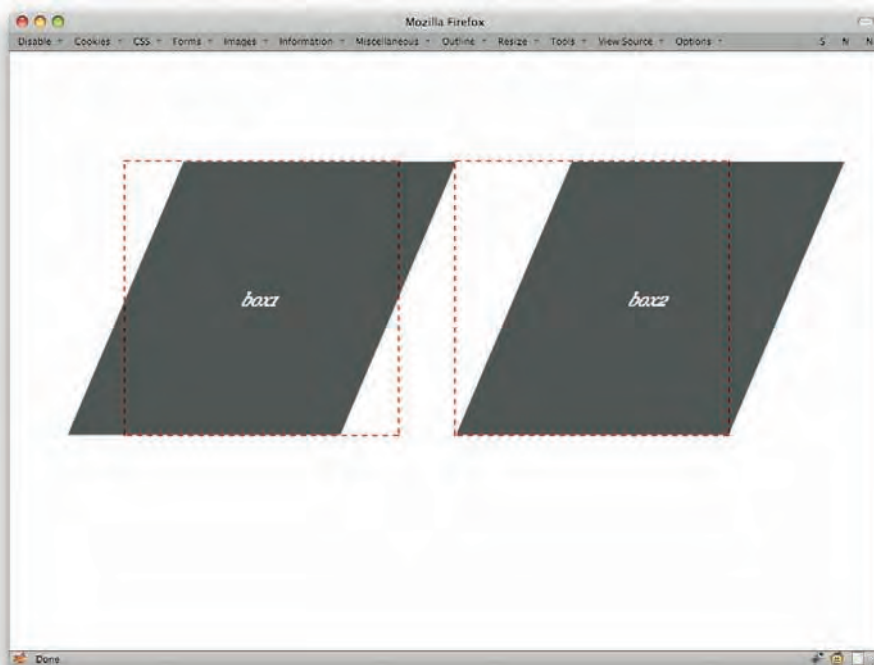 Mozilla Firefox
Disable Cookies CSS Forms Images Information Miscellaneous Outline Resize Tools View Source Options S N N
box1 box2
Done